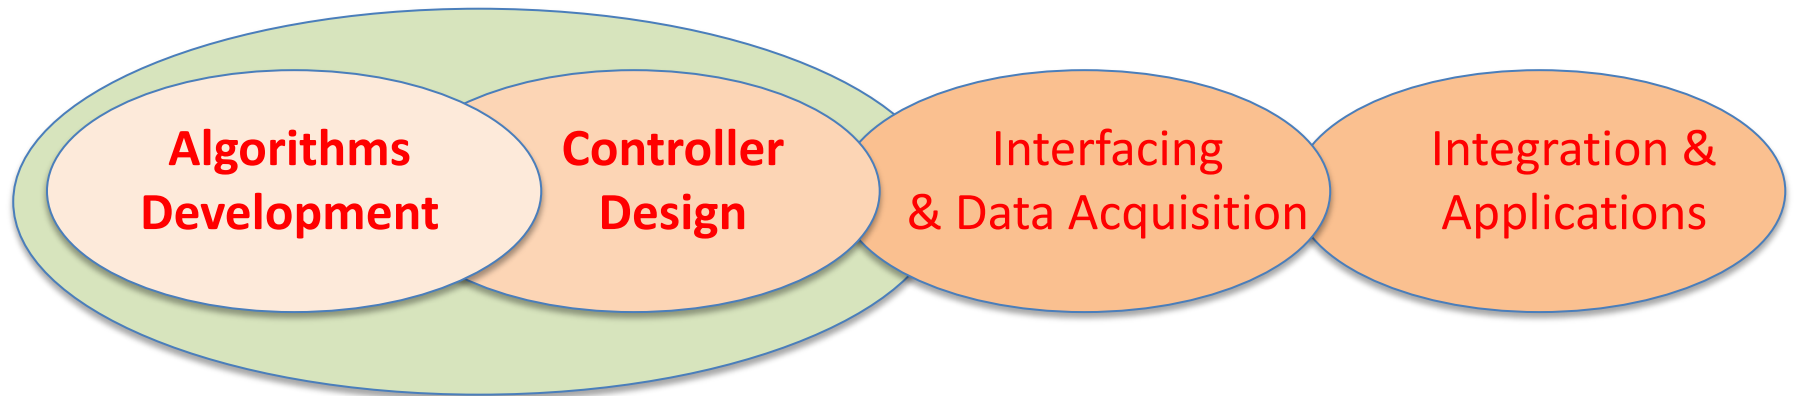 Algorithms
Development
Controller
Design
Interfacing
& Data Acquisition
Integration &
Applications